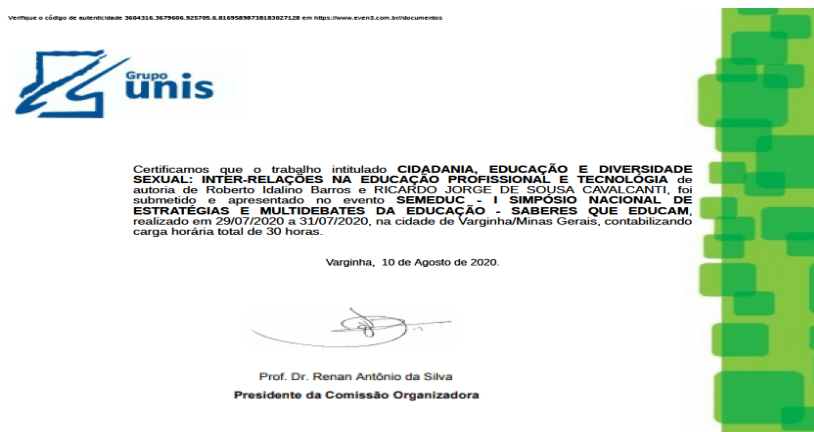 Verifique o código de autenticidade 3604316.3679606.925705.6.81695898738183027128 em https://www.even3.com.br//documentos
Grupo
unis
Certificamos que o trabalho intitulado CIDADANIA, EDUCAÇÃO E DIVERSIDADE
SEXUAL: INTER-RELAÇÕES NA EDUCAÇÃO PROFISSIONAL E TECNOLÓGIA de
autoria de Roberto Idalino Barros e RICARDO JORGE DE SOUSA CAVALCANTI, foi
submetido e apresentado no evento SEMEDUC - I SIMPÓSIO NACIONAL DE
ESTRATÉGIAS E MULTIDEBATES DA EDUCAÇÃO - SABERES QUE EDUCAM,
realizado em 29/07/2020 a 31/07/2020, na cidade de Varginha/Minas Gerais, contabilizando
carga horária total de 30 horas.
Varginha, 10 de Agosto de 2020.
Prof. Dr. Renan Antônio da Silva
Presidente da Comissão Organizadora